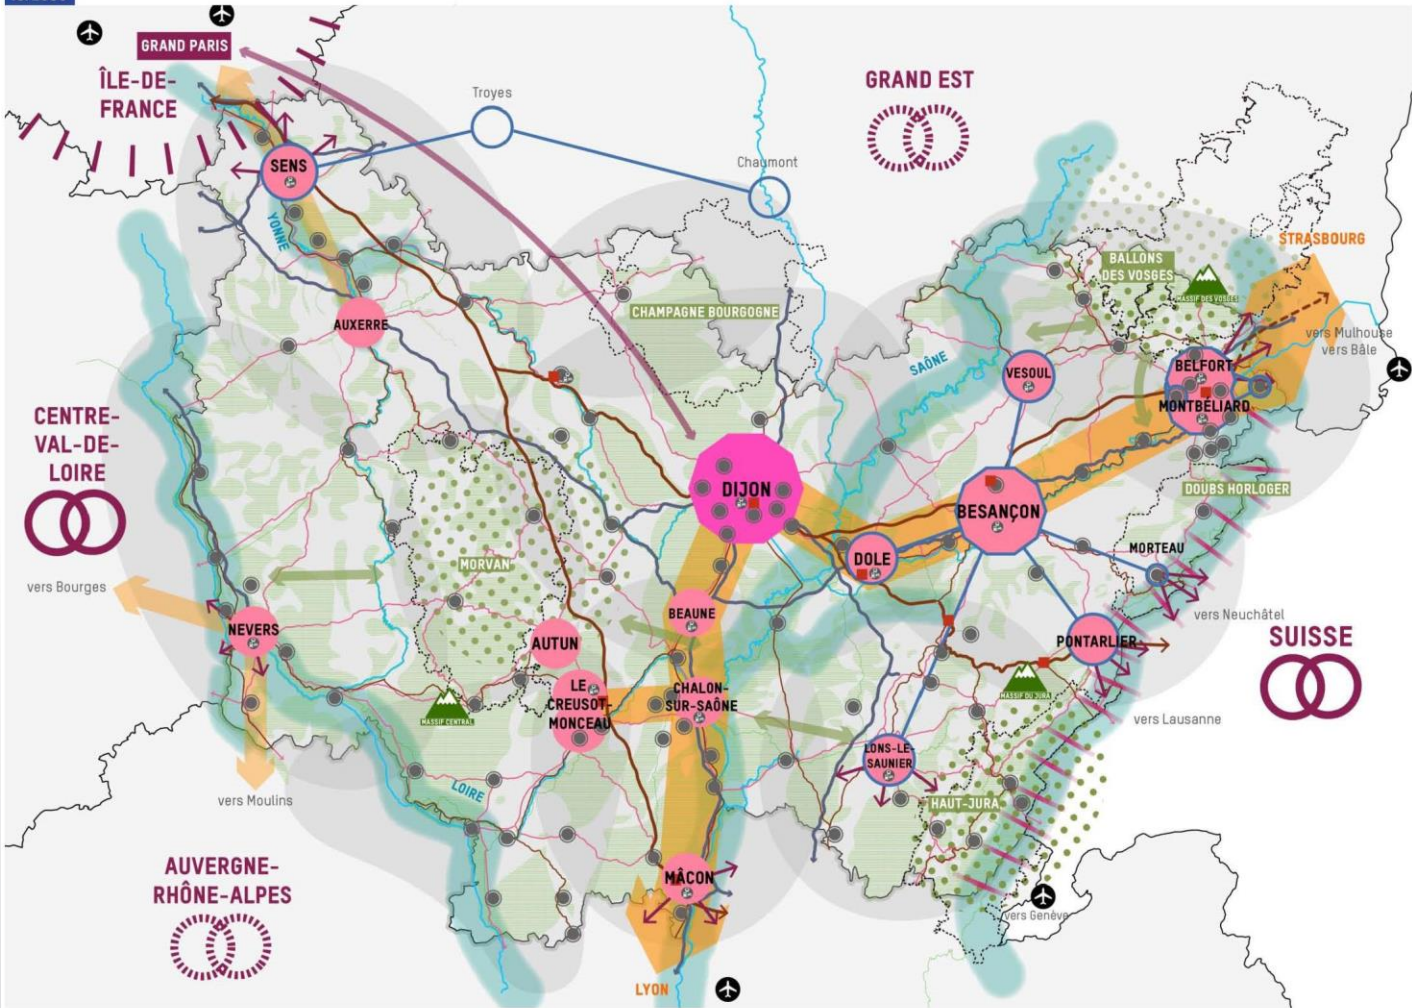 GRAND PARIS
ÎLE-DE-
FRANCE
Troyes
GRAND EST
Chaumont
SENS
YONNE
STRASBOURG
BALLONS
DES VOSGES
MASSIF DES VOSGES
CHAMPAGNE BOURGOGNE
AUXERRE
vers Mulhouse
vers Bâle
SAÔNE
VESOUL
BELFORT
MONTBÉLIARD
CENTRE-
VAL-DE-
LOIRE
DIJON
DOUBS HORLOGER
BESANÇON
MORTEAU
DOLE
MORVAN
vers Bourges
BEAUNE
vers Neuchâtel
NEVERS
AUTUN
PONTARLIER
SUISSE
LE
CREUSOT-
MONCEAU
CHALON-
SUR-SAÔNE
MASSIF DU JURA
MASSIF CENTRAL
vers Lausanne
LONS-LE-
SAUNIER
LOIRE
vers Moulins
HAUT-JURA
AUVERGNE-
RHÔNE-ALPES
MÂCON
vers Genève
LYON